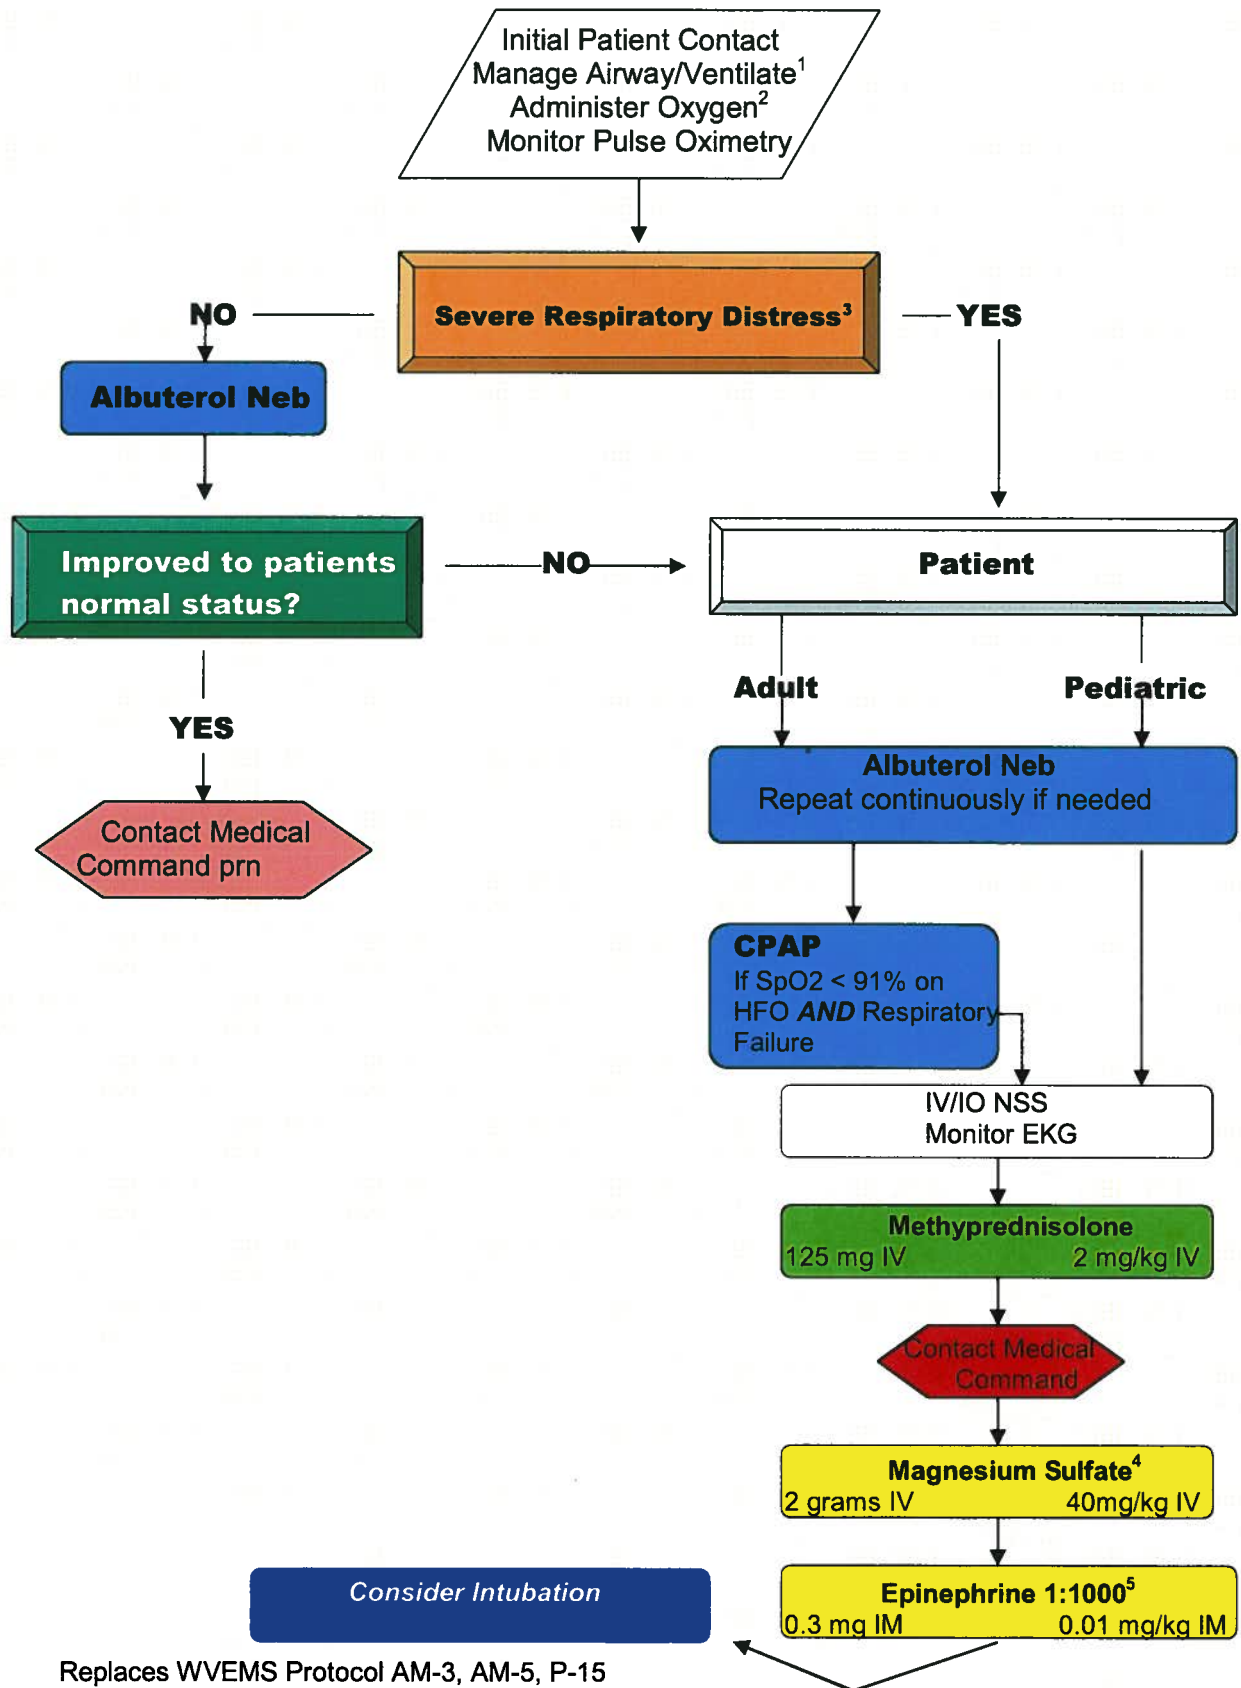 Initial Patient Contact
Manage Airway/Ventilate¹
Administer Oxygen²
Monitor Pulse Oximetry
Severe Respiratory Distress³
NO
YES
Albuterol Neb
Improved to patients
normal status?
NO
Patient
YES
Adult
Pediatric
Contact Medical
Command prn
Albuterol Neb
Repeat continuously if needed
CPAP
If SpO2 < 91% on
HFO AND Respiratory
Failure
IV/IO NSS
Monitor EKG
Methyprednisolone
125 mg IV 2 mg/kg IV
Contact Medical
Command
Magnesium Sulfate⁴
2 grams IV 40mg/kg IV
Epinephrine 1:1000⁵
0.3 mg IM 0.01 mg/kg IM
Consider Intubation
Replaces WVEMS Protocol AM-3, AM-5, P-15